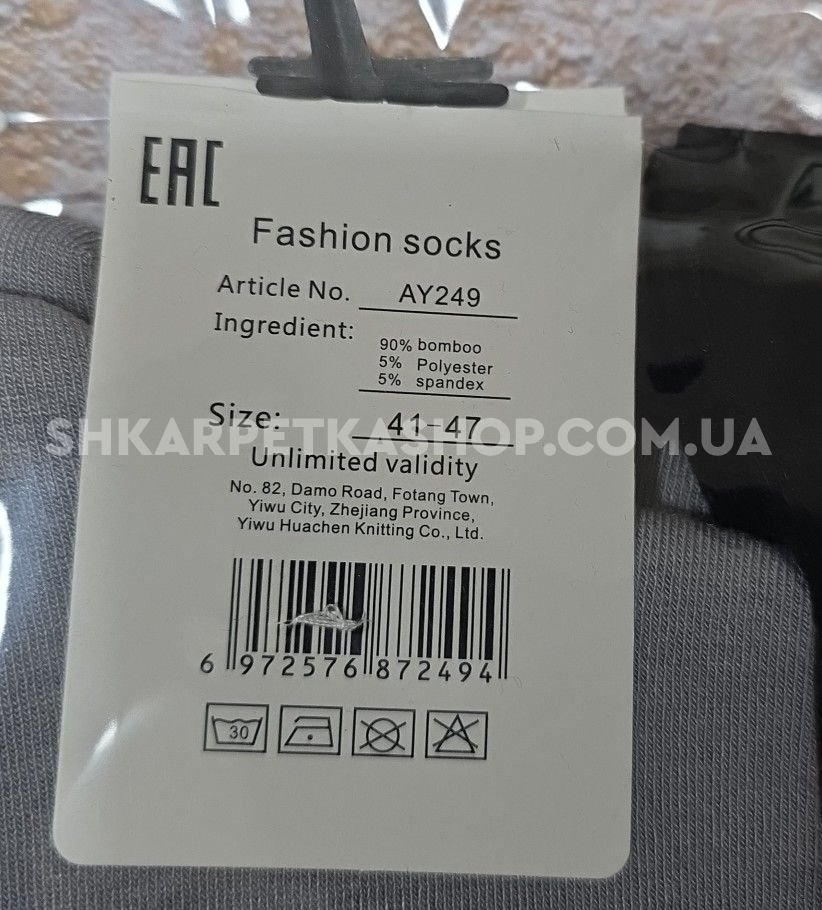 EAC
Fashion socks
Article No. AY249
Ingredient:
90% bomboo
5% Polyester
5% spandex
Size: 41-47
SHKARPETKASHOP.COM.UA
Unlimited validity
No. 82, Damo Road, Fotang Town,
Yiwu City, Zhejiang Province,
Yiwu Huachen Knitting Co., Ltd.
6 972576 872494
30